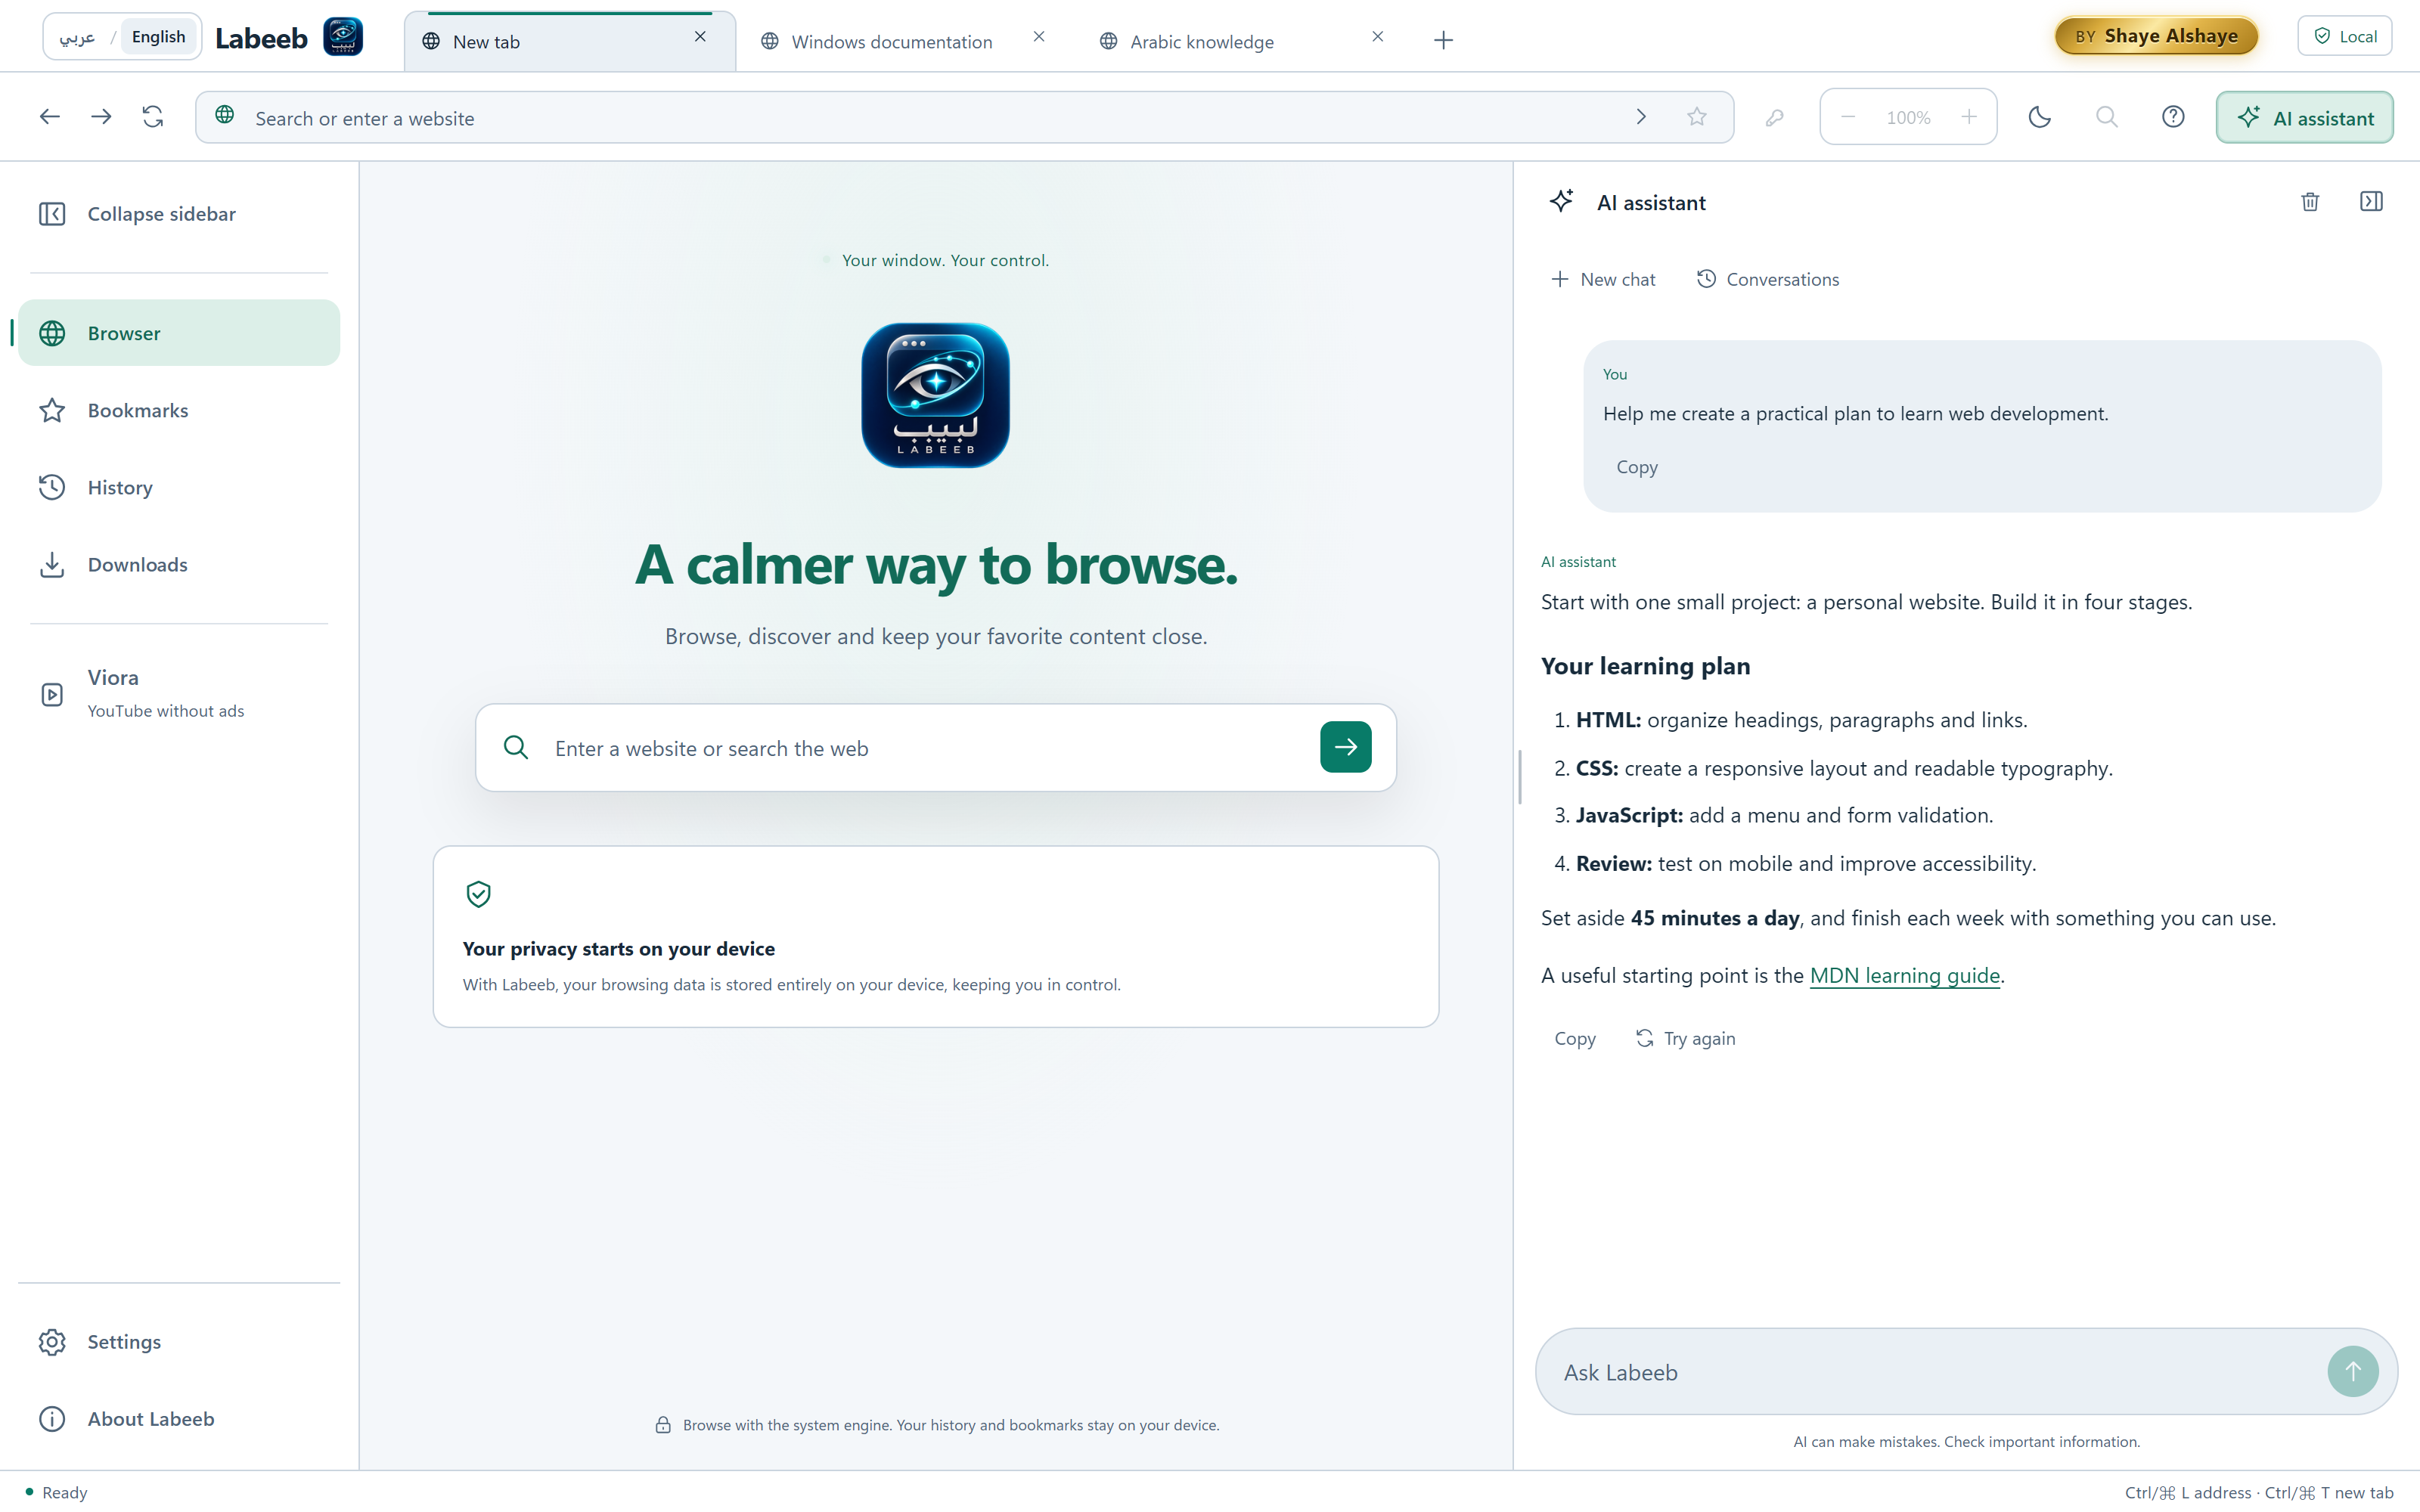 عربي / English
Labeeb
New tab
Windows documentation
Arabic knowledge
BY Shaye Alshaye
Local
Search or enter a website
100%
AI assistant
Collapse sidebar
Browser
Bookmarks
History
Downloads
Viora
YouTube without ads
Settings
About Labeeb
Your window. Your control.
لبيب
LABEEB
A calmer way to browse.
Browse, discover and keep your favorite content close.
Enter a website or search the web
Your privacy starts on your device
With Labeeb, your browsing data is stored entirely on your device, keeping you in control.
Browse with the system engine. Your history and bookmarks stay on your device.
AI assistant
New chat
Conversations
You
Help me create a practical plan to learn web development.
Copy
AI assistant
Start with one small project: a personal website. Build it in four stages.
Your learning plan
1. HTML: organize headings, paragraphs and links.
2. CSS: create a responsive layout and readable typography.
3. JavaScript: add a menu and form validation.
4. Review: test on mobile and improve accessibility.
Set aside 45 minutes a day, and finish each week with something you can use.
A useful starting point is the MDN learning guide.
Copy
Try again
Ask Labeeb
AI can make mistakes. Check important information.
Ready
Ctrl/⌘ L address · Ctrl/⌘ T new tab